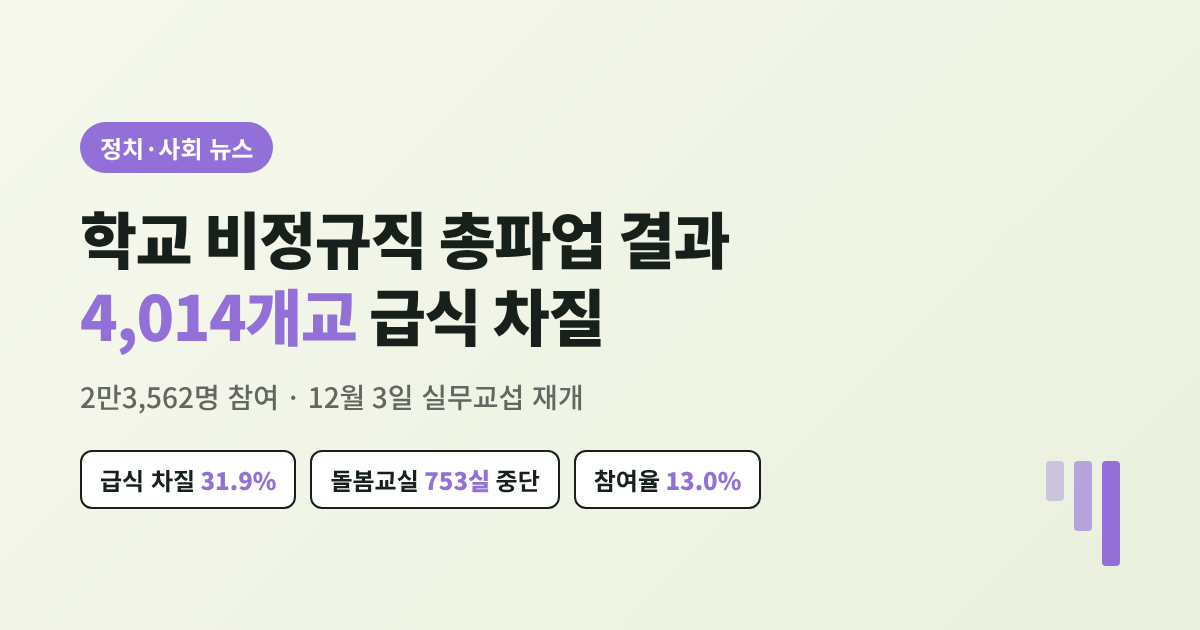 정치·사회 뉴스
학교 비정규직 총파업 결과
4,014개교 급식 차질
2만3,562명 참여 · 12월 3일 실무교섭 재개
급식 차질 31.9%
돌봄교실 753실 중단
참여율 13.0%